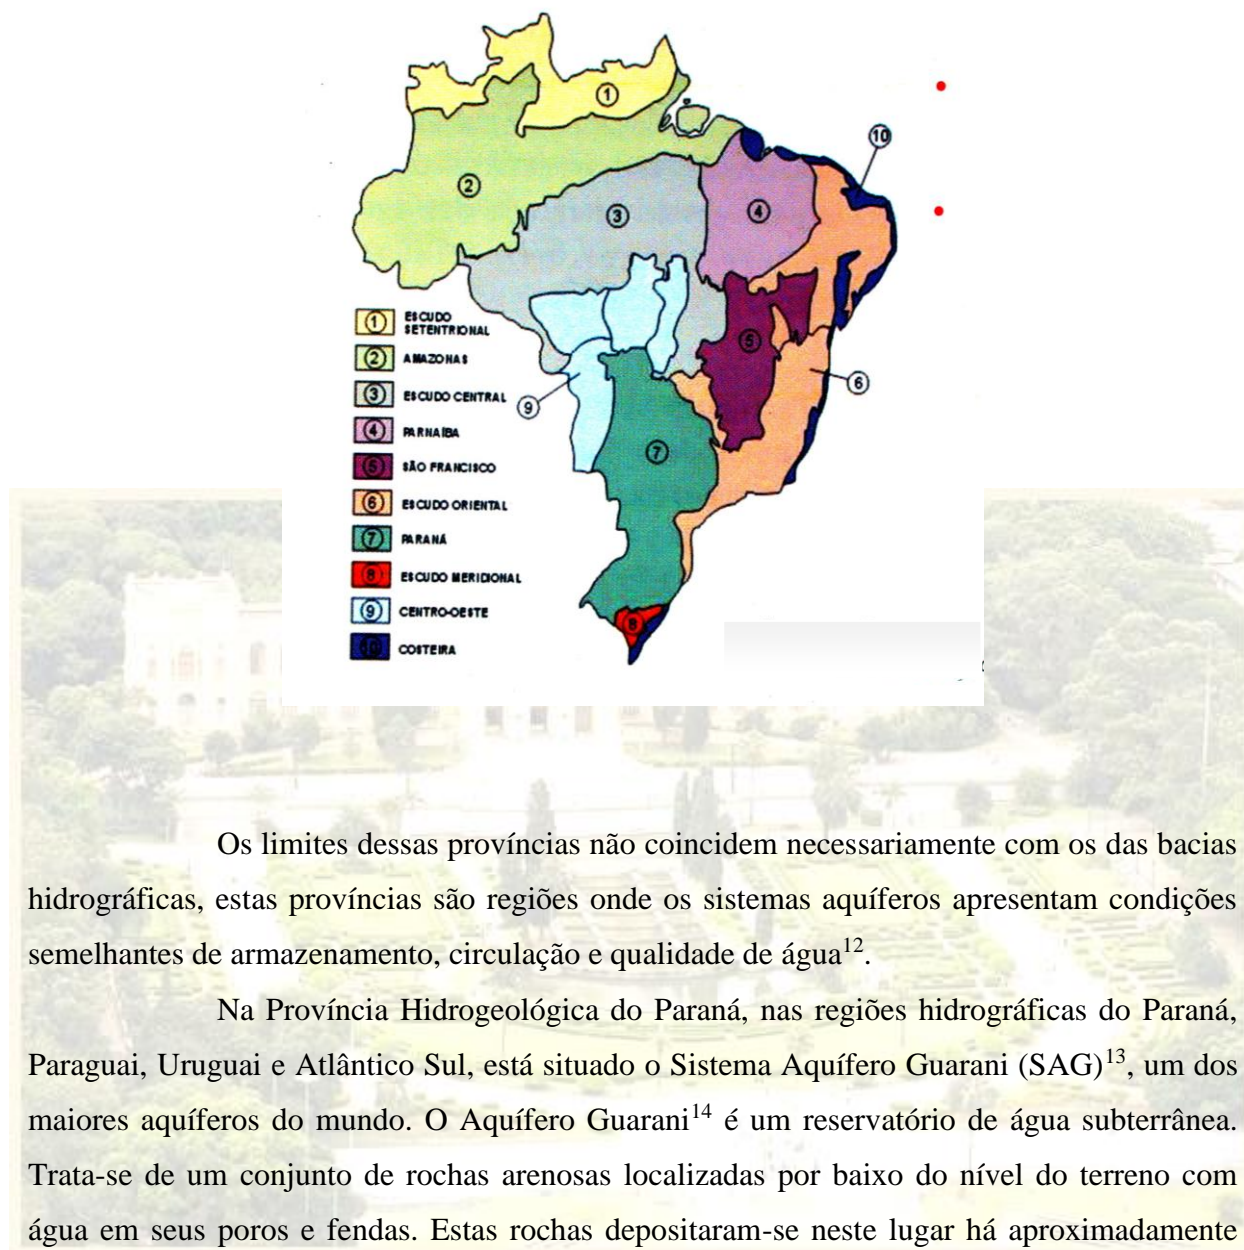 1
10
2
3
4
1 ESCUDO SETENTRIONAL
2 AMAZONAS
5
3 ESCUDO CENTRAL
6
9
4 PARNAÍBA
7
5 SÃO FRANCISCO
6 ESCUDO ORIENTAL
7 PARANÁ
8 ESCUDO MERIDIONAL
9 CENTRO-OESTE
8
10 COSTEIRA
Os limites dessas províncias não coincidem necessariamente com os das bacias
hidrográficas, estas províncias são regiões onde os sistemas aquíferos apresentam condições
semelhantes de armazenamento, circulação e qualidade de água12.
Na Província Hidrogeológica do Paraná, nas regiões hidrográficas do Paraná,
Paraguai, Uruguai e Atlântico Sul, está situado o Sistema Aquífero Guarani (SAG)13, um dos
maiores aquíferos do mundo. O Aquífero Guarani14 é um reservatório de água subterrânea.
Trata-se de um conjunto de rochas arenosas localizadas por baixo do nível do terreno com
água em seus poros e fendas. Estas rochas depositaram-se neste lugar há aproximadamente